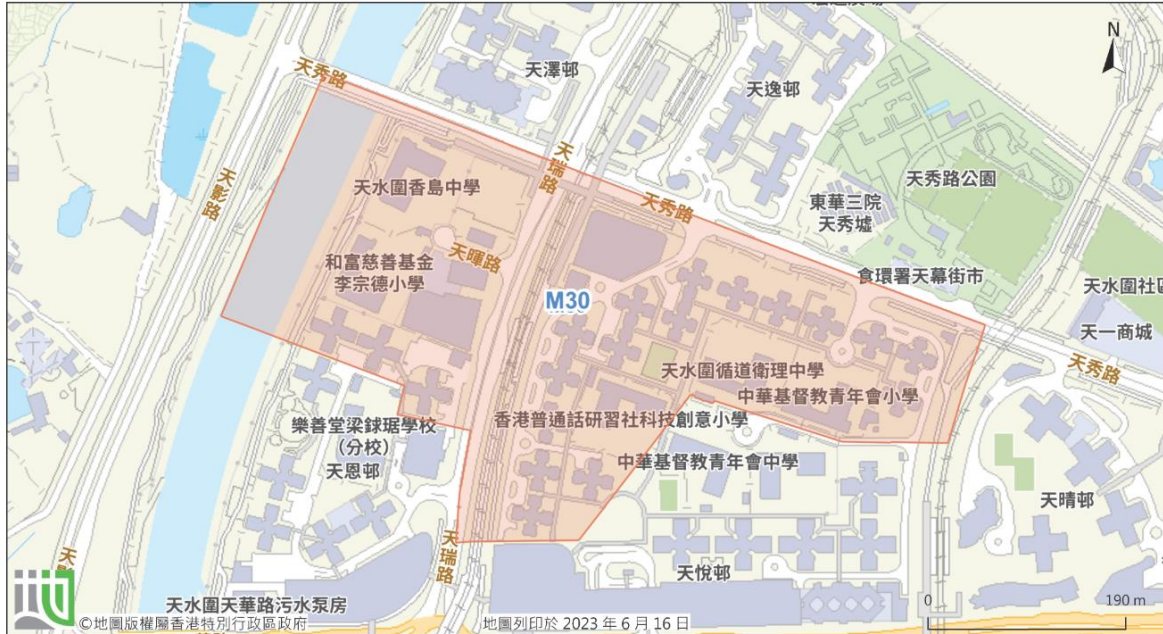 N
天秀路
天澤邨
天逸邨
天瑞路
天秀路公園
天影路
天水圍香島中學
天秀路
東華三院
天秀墟
天暉路
和富慈善基金
李宗德小學
食環署天幕街市
天水圍社區
M30
天一商城
天秀路
天水圍循道衛理中學
中華基督教青年會小學
香港普通話研習社科技創意小學
樂善堂梁銶琚學校
(分校)
天恩邨
中華基督教青年會中學
天晴邨
天瑞路
天悅邨
天水圍天華路污水泵房
0
190 m
©地圖版權屬香港特別行政區政府
地圖列印於 2023 年 6 月 16 日